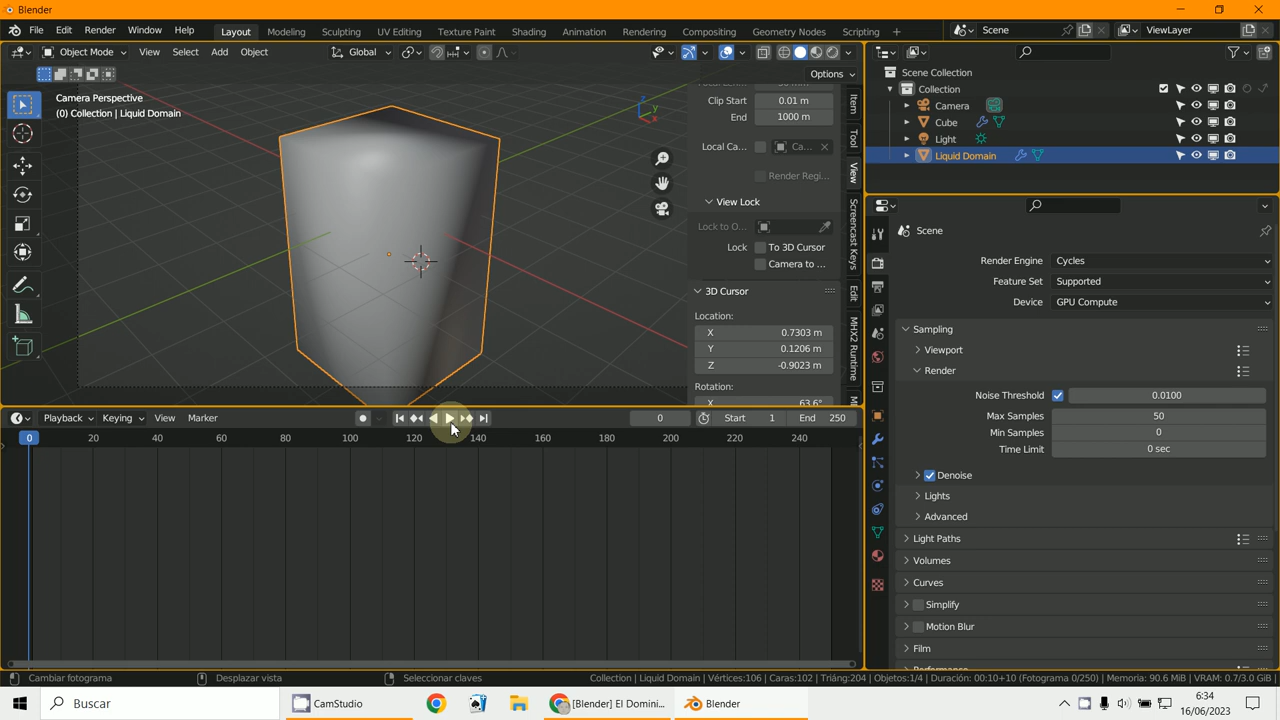 Blender
File Edit Render Window Help Layout Modeling Sculpting UV Editing Texture Paint Shading Animation Rendering Compositing Geometry Nodes Scripting + Scene ViewLayer
Object Mode View Select Add Object Global
Options
Camera Perspective
(0) Collection | Liquid Domain
Z
Y
X
Clip Start 0.01 m
End 1000 m
Local Ca... Ca...
Render Regi...
View Lock
Lock to O...
Lock To 3D Cursor
Camera to ...
3D Cursor
Location:
X 0.7303 m
Y 0.1206 m
Z -0.9023 m
Rotation:
X 63.6°
Item
Tool
View
Screencast Keys
Edit
MHX2 Runtime
Scene Collection
Collection
Camera
Cube
Light
Liquid Domain
Scene
Render Engine Cycles
Feature Set Supported
Device GPU Compute
Sampling
Viewport
Render
Noise Threshold 0.0100
Max Samples 50
Min Samples 0
Time Limit 0 sec
Denoise
Lights
Advanced
Light Paths
Volumes
Curves
Simplify
Motion Blur
Film
Playback Keying View Marker 0 Start 1 End 250
0 20 40 60 80 100 120 140 160 180 200 220 240
Cambiar fotograma Desplazar vista Seleccionar claves Collection | Liquid Domain | Vértices:106 | Caras:102 | Triáng:204 | Objetos:1/4 | Duración: 00:10+10 (Fotograma 0/250) | Memoria: 90.6 MiB | VRAM: 0.7/3.0 GiB |
Buscar CamStudio [Blender] El Domini... Blender
6:34
16/06/2023